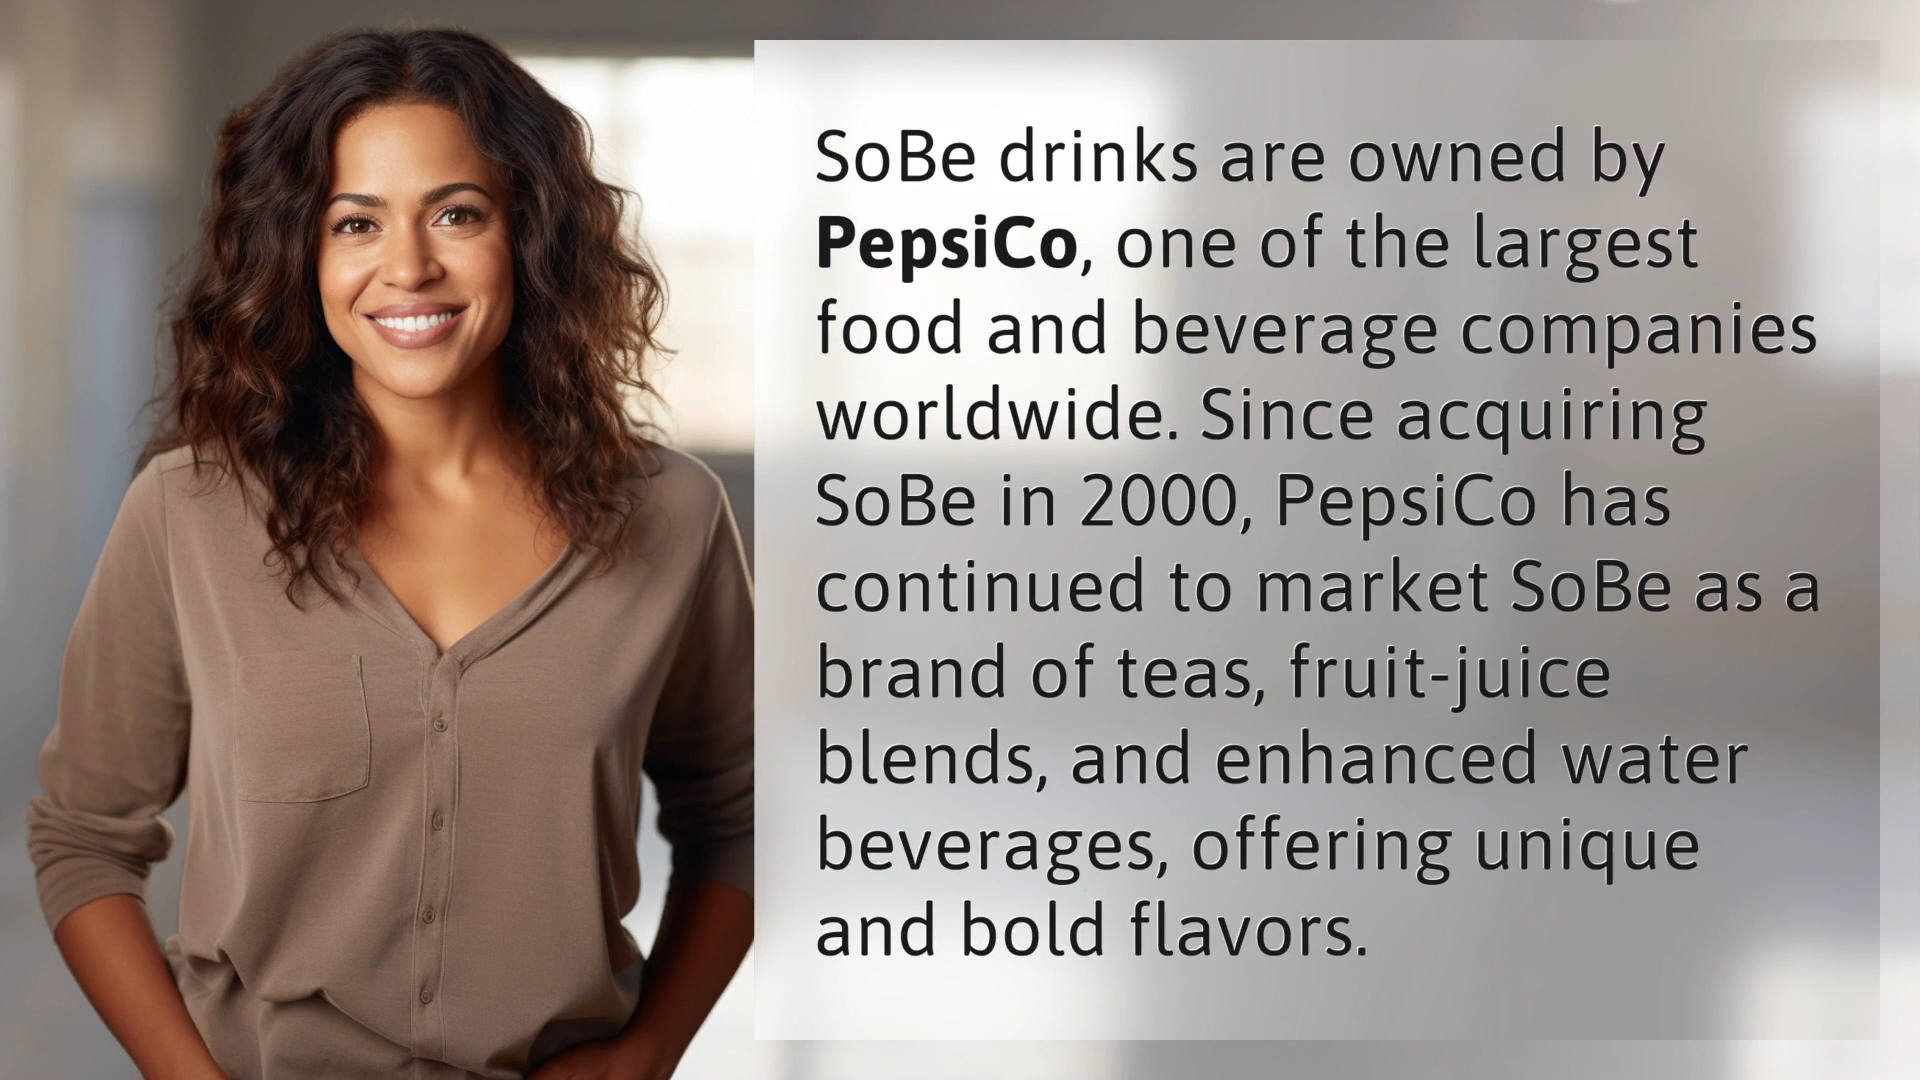 SoBe drinks are owned by
PepsiCo, one of the largest
food and beverage companies
worldwide. Since acquiring
SoBe in 2000, PepsiCo has
continued to market SoBe as a
brand of teas, fruit-juice
blends, and enhanced water
beverages, offering unique
and bold flavors.